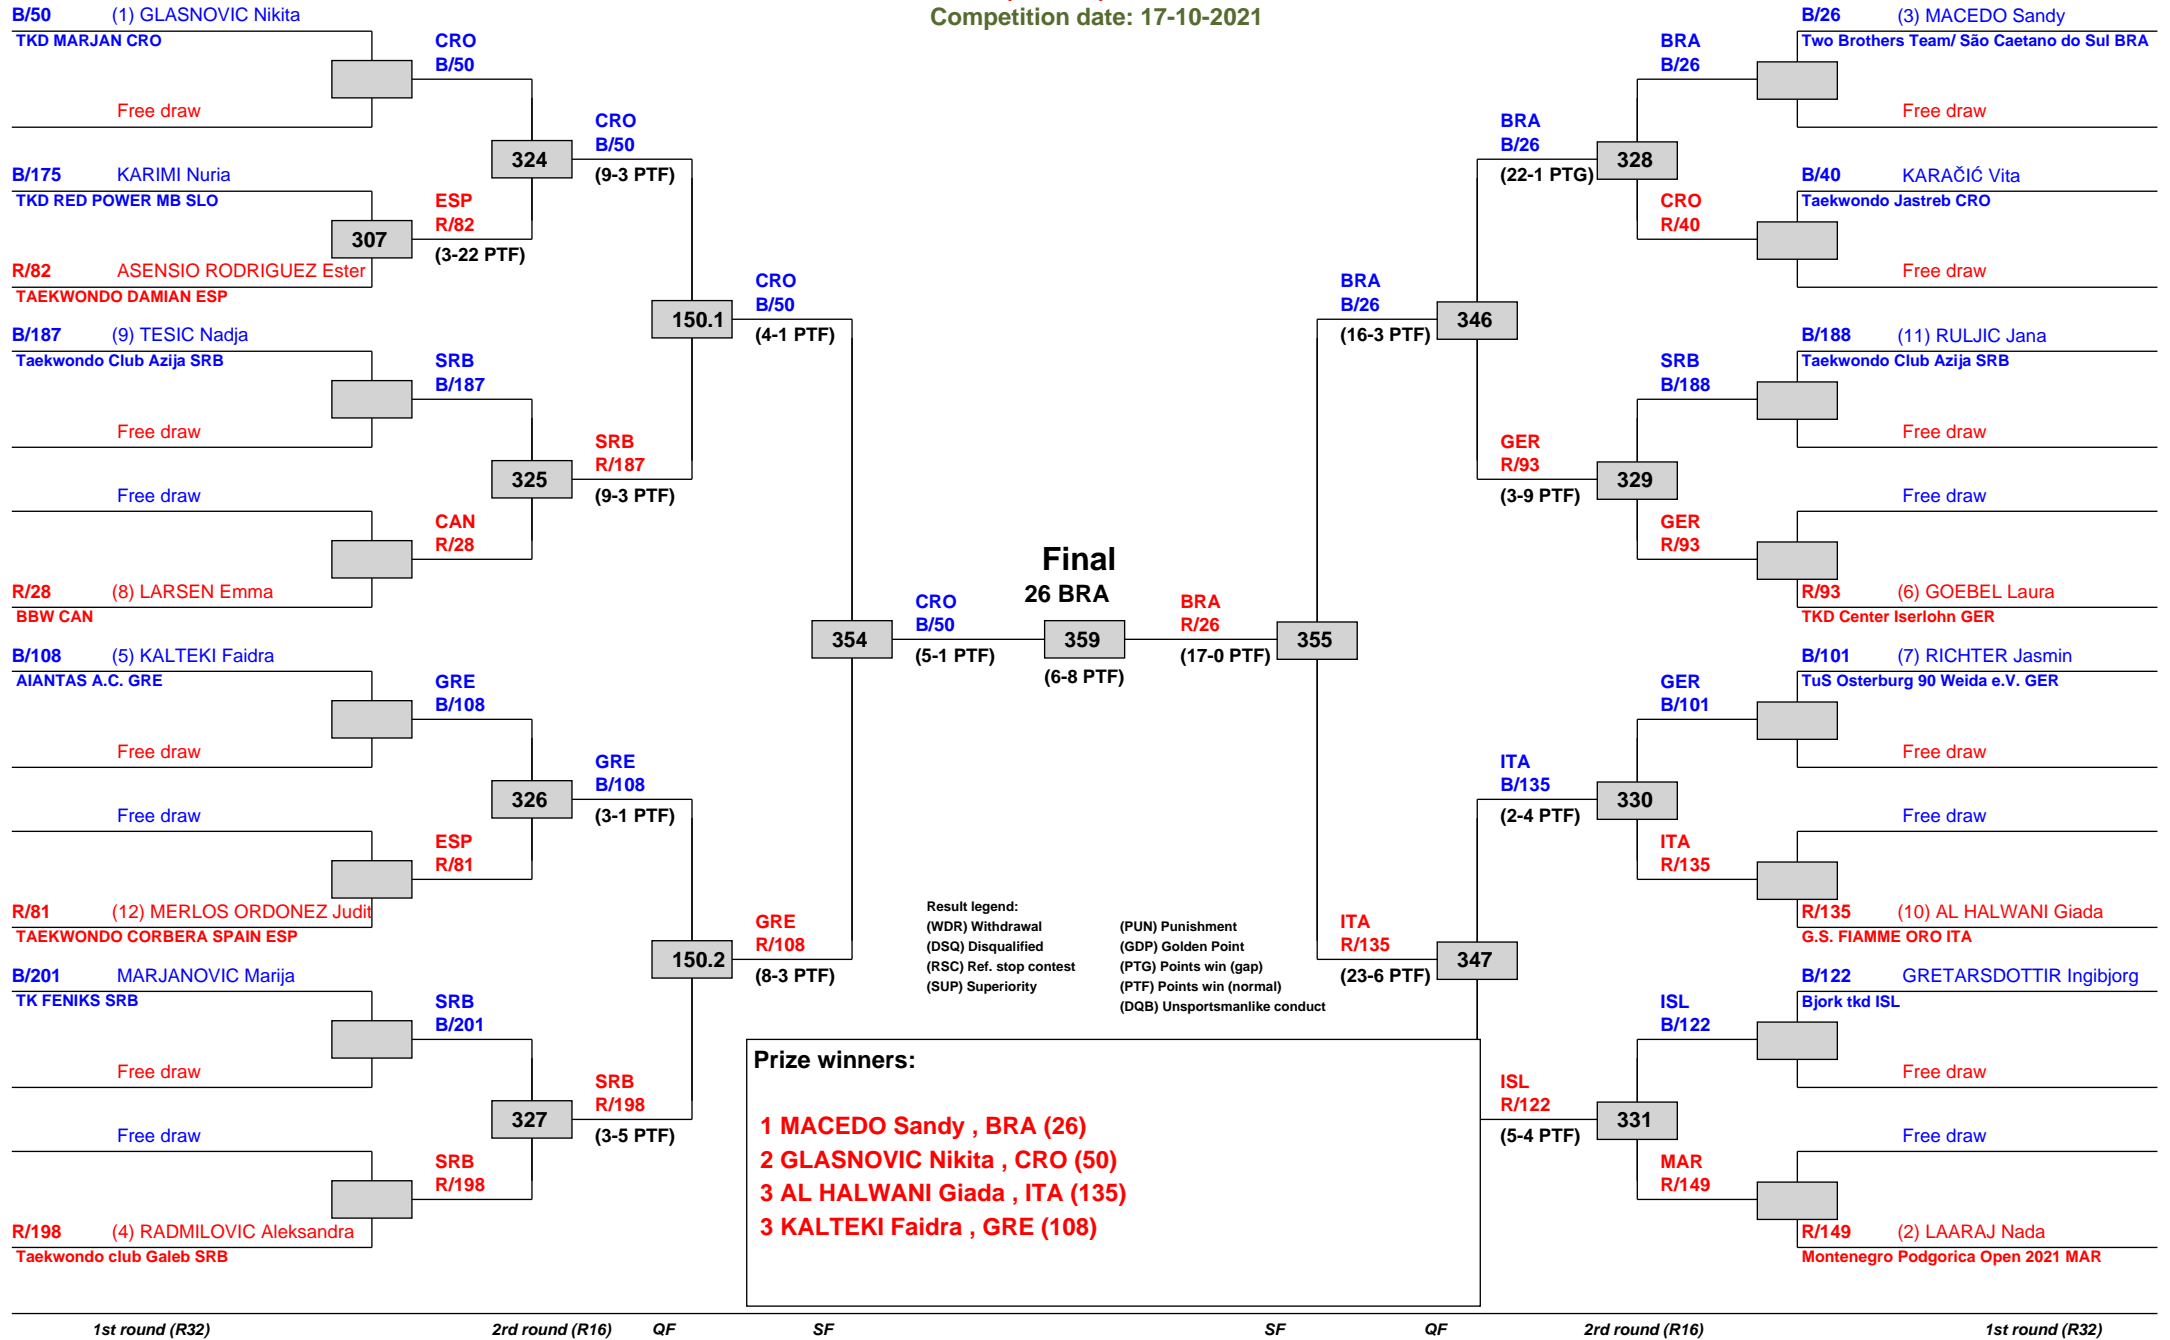 Competition date: 17-10-2021
B/50 (1) GLASNOVIC Nikita
TKD MARJAN CRO
Free draw
B/175 KARIMI Nuria
TKD RED POWER MB SLO
307
R/82 ASENSIO RODRIGUEZ Ester
TAEKWONDO DAMIAN ESP
B/187 (9) TESIC Nadja
Taekwondo Club Azija SRB
Free draw
Free draw
R/28 (8) LARSEN Emma
BBW CAN
B/108 (5) KALTEKI Faidra
AIANTAS A.C. GRE
Free draw
Free draw
R/81 (12) MERLOS ORDONEZ Judit
TAEKWONDO CORBERA SPAIN ESP
B/201 MARJANOVIC Marija
TK FENIKS SRB
Free draw
Free draw
R/198 (4) RADMILOVIC Aleksandra
Taekwondo club Galeb SRB
CRO
B/50
324
ESP
R/82
(3-22 PTF)
SRB
B/187
325
CAN
R/28
GRE
B/108
326
ESP
R/81
SRB
B/201
327
SRB
R/198
CRO
B/50
(9-3 PTF)
150.1
SRB
R/187
(9-3 PTF)
GRE
B/108
(3-1 PTF)
150.2
SRB
R/198
(3-5 PTF)
CRO
B/50
(4-1 PTF)
354
GRE
R/108
(8-3 PTF)
CRO
B/50
(5-1 PTF)
Final
26 BRA
359
(6-8 PTF)
BRA
R/26
(17-0 PTF)
355
BRA
B/26
(16-3 PTF)
ITA
R/135
(23-6 PTF)
346
347
BRA
B/26
(22-1 PTG)
GER
R/93
(3-9 PTF)
ITA
B/135
(2-4 PTF)
ISL
R/122
(5-4 PTF)
BRA
B/26
328
CRO
R/40
SRB
B/188
329
GER
R/93
GER
B/101
330
ITA
R/135
ISL
B/122
331
MAR
R/149
B/26 (3) MACEDO Sandy
Two Brothers Team/ São Caetano do Sul BRA
Free draw
B/40 KARAČIĆ Vita
Taekwondo Jastreb CRO
Free draw
B/188 (11) RULJIC Jana
Taekwondo Club Azija SRB
Free draw
Free draw
R/93 (6) GOEBEL Laura
TKD Center Iserlohn GER
B/101 (7) RICHTER Jasmin
TuS Osterburg 90 Weida e.V. GER
Free draw
Free draw
R/135 (10) AL HALWANI Giada
G.S. FIAMME ORO ITA
B/122 GRETARSDOTTIR Ingibjorg
Bjork tkd ISL
Free draw
Free draw
R/149 (2) LAARAJ Nada
Montenegro Podgorica Open 2021 MAR
Result legend:
(WDR) Withdrawal (PUN) Punishment
(DSQ) Disqualified (GDP) Golden Point
(RSC) Ref. stop contest (PTG) Points win (gap)
(SUP) Superiority (PTF) Points win (normal)
(DQB) Unsportsmanlike conduct
Prize winners:
1 MACEDO Sandy , BRA (26)
2 GLASNOVIC Nikita , CRO (50)
3 AL HALWANI Giada , ITA (135)
3 KALTEKI Faidra , GRE (108)
1st round (R32) 2rd round (R16) QF SF SF QF 2rd round (R16) 1st round (R32)